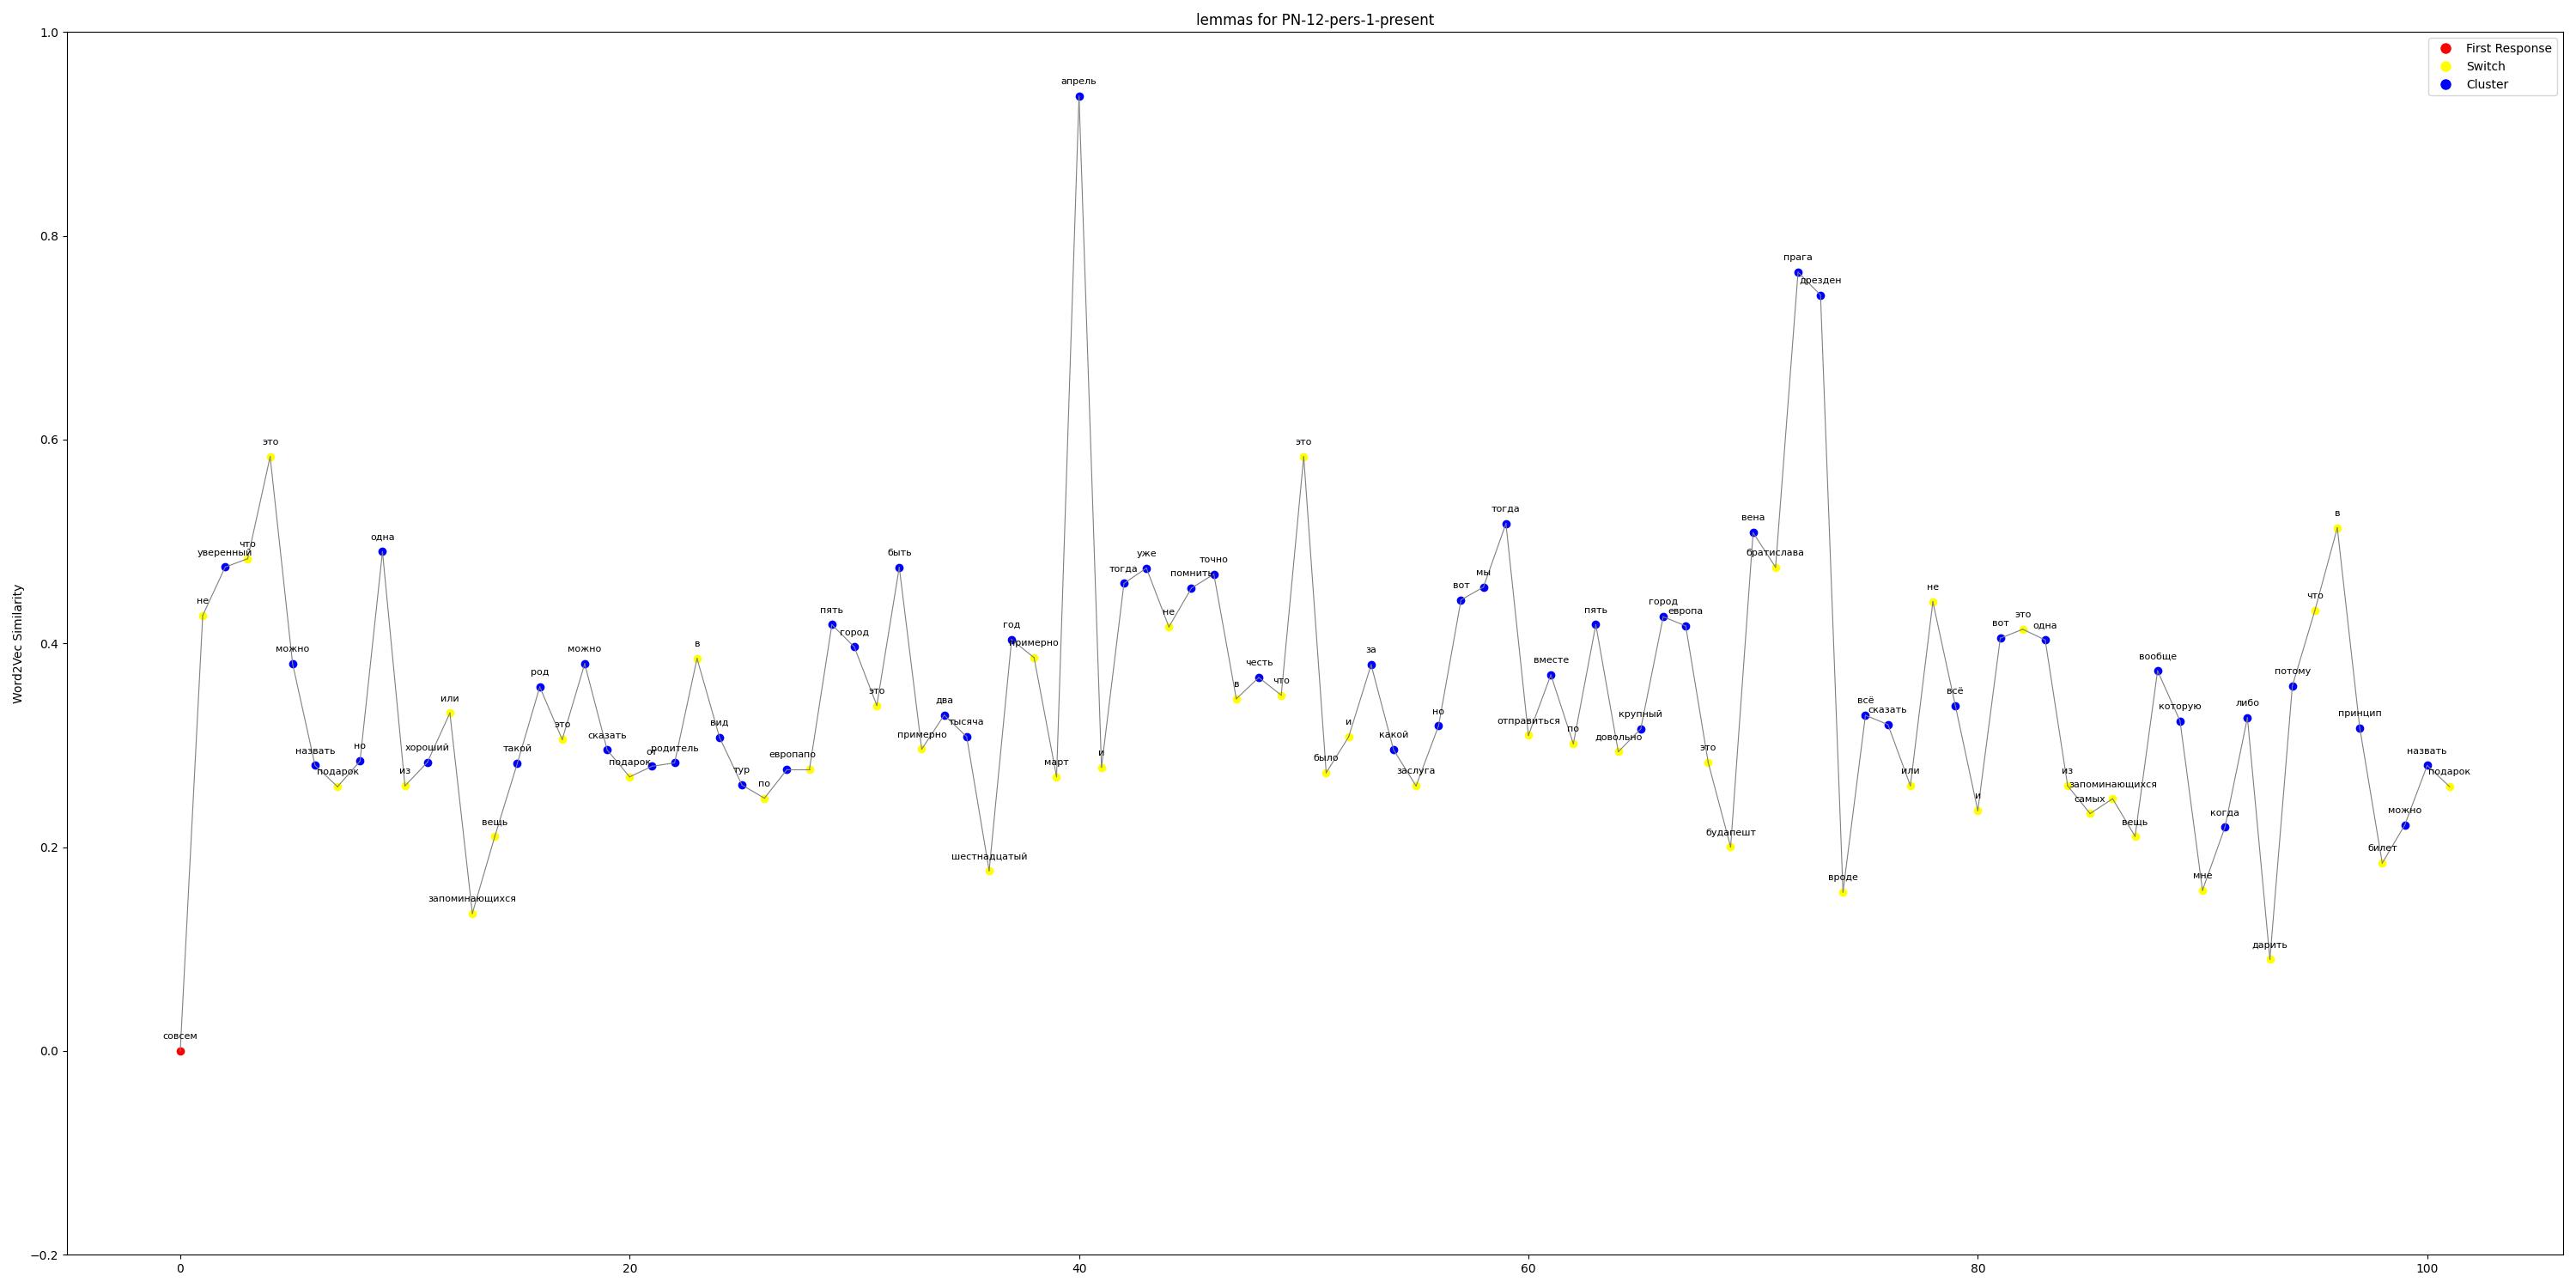 lemmas for PN-12-pers-1-present
First Response
Switch
Cluster
Word2Vec Similarity
1.0
0.8
0.6
0.4
0.2
0.0
−0.2
0
20
40
60
80
100
совсем
не
уверенный
что
это
можно
назвать
подарок
но
одна
из
хороший
или
запоминающихся
вещь
такой
род
это
можно
сказать
подарок
от
родитель
в
вид
тур
по
европа
по
пять
город
это
быть
примерно
два
тысяча
шестнадцатый
год
примерно
март
апрель
и
тогда
уже
не
помнить
точно
в
честь
что
это
было
и
за
какой
заслуга
но
вот
мы
тогда
отправиться
вместе
по
пять
довольно
крупный
город
европа
это
будапешт
вена
братислава
прага
дрезден
вроде
всё
сказать
или
не
всё
и
вот
это
одна
из
самых
запоминающихся
вещь
вообще
которую
мне
когда
либо
дарить
потому
что
в
принцип
билет
можно
назвать
подарок